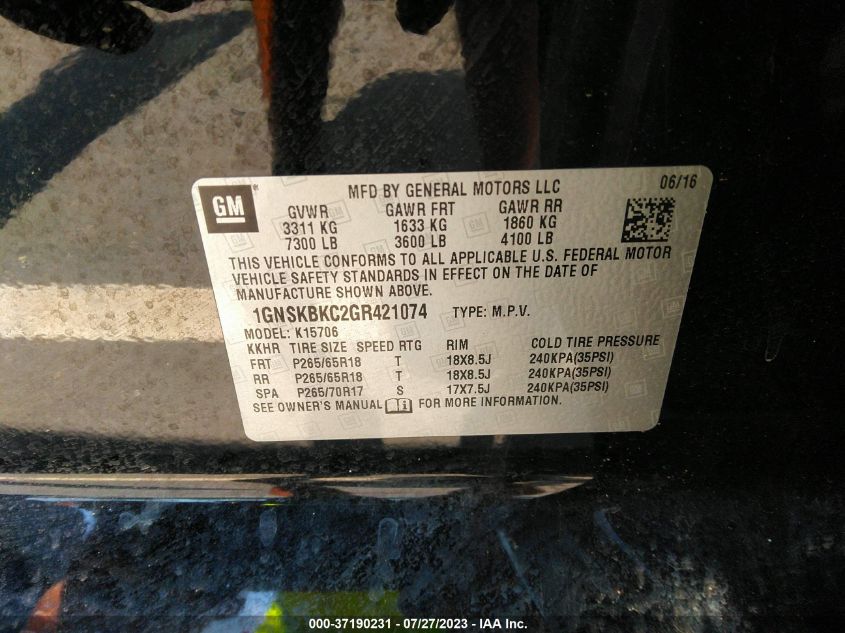 GM
MFD BY GENERAL MOTORS LLC 06/16
GVWR GAWR FRT GAWR RR
3311 KG 1633 KG 1860 KG
7300 LB 3600 LB 4100 LB
THIS VEHICLE CONFORMS TO ALL APPLICABLE U.S. FEDERAL MOTOR
VEHICLE SAFETY STANDARDS IN EFFECT ON THE DATE OF
MANUFACTURE SHOWN ABOVE.
1GNSKBKC2GR421074 TYPE: M.P.V.
MODEL: K15706
KKHR TIRE SIZE SPEED RTG RIM COLD TIRE PRESSURE
FRT P265/65R18 T 18X8.5J 240KPA(35PSI)
RR P265/65R18 T 18X8.5J 240KPA(35PSI)
SPA P265/70R17 S 17X7.5J 240KPA(35PSI)
SEE OWNER'S MANUAL FOR MORE INFORMATION.
000-37190231 - 07/27/2023 - IAA Inc.